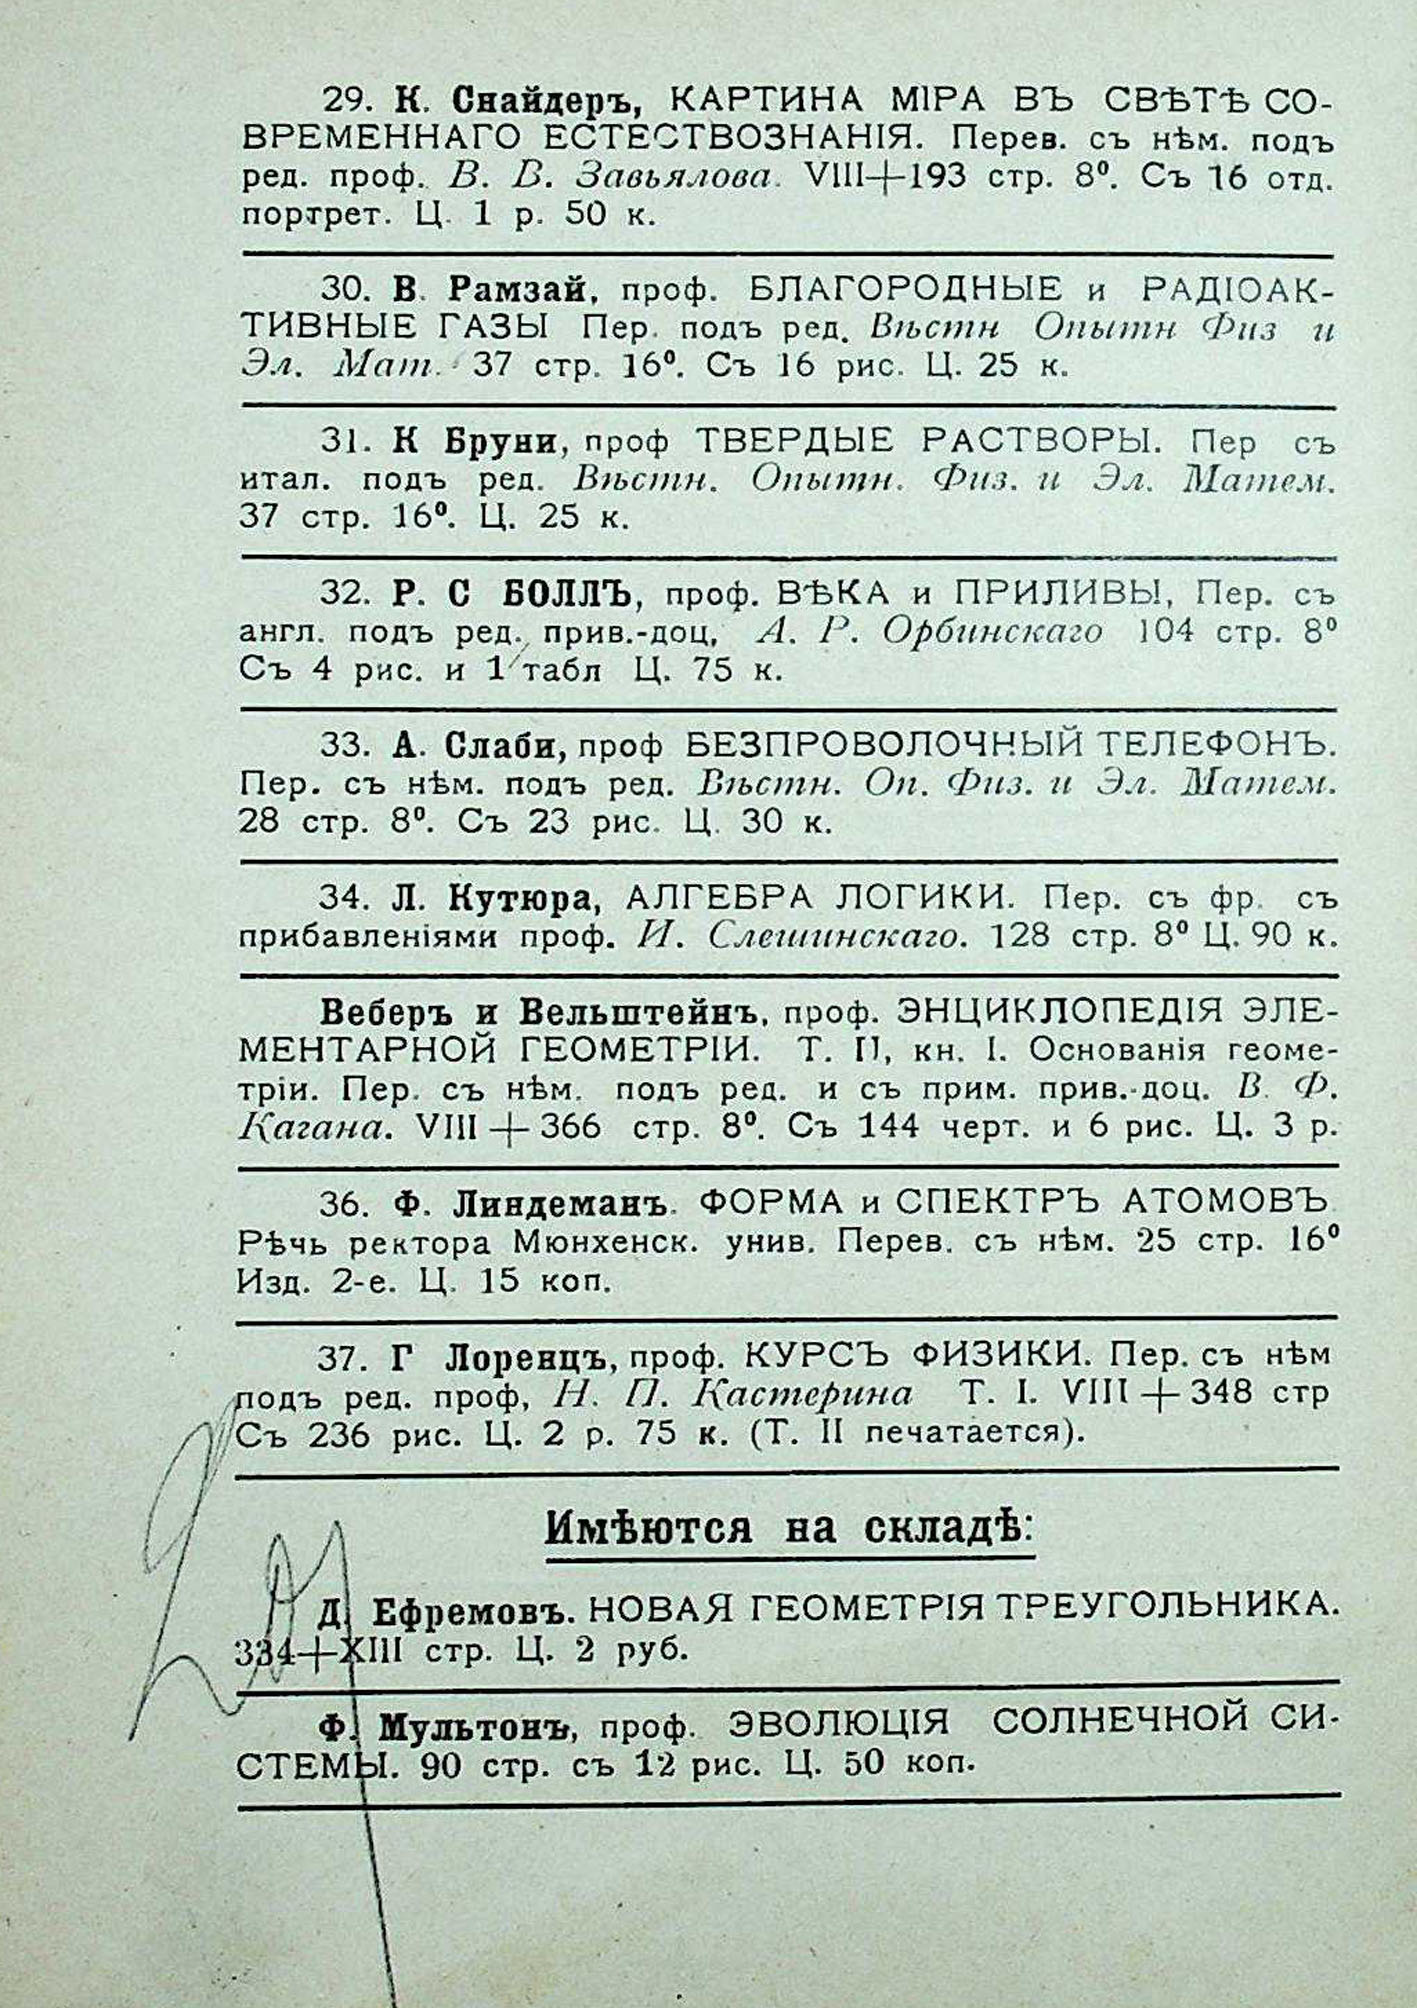 29. К. Снайдеръ, КАРТИНА МІРА ВЪ СВѢТѢ СО-
ВРЕМЕННАГО ЕСТЕСТВОЗНАНІЯ. Перев. съ нѣм. подъ
ред. проф. В. В. Завьялова. VIII+193 стр. 8⁰. Съ 16 отд.
портрет. Ц. 1 р. 50 к.
30. В. Рамзай, проф. БЛАГОРОДНЫЕ и РАДІОАК-
ТИВНЫЕ ГАЗЫ Пер. подъ ред. Вѣстн Опытн Физ и
Эл. Мат. 37 стр. 16⁰. Съ 16 рис. Ц. 25 к.
31. К Бруни, проф ТВЕРДЫЕ РАСТВОРЫ. Пер съ
итал. подъ ред. Вѣстн. Опытн. Физ. и Эл. Матем.
37 стр. 16⁰. Ц. 25 к.
32. Р. С БОЛЛЪ, проф. ВѢКА и ПРИЛИВЫ, Пер. съ
англ. подъ ред., прив.-доц, А. Р. Орбинскаго 104 стр. 8⁰
Съ 4 рис. и 1 табл Ц. 75 к.
33. А. Слаби, проф БЕЗПРОВОЛОЧНЫЙ ТЕЛЕФОНЪ.
Пер. съ нѣм. подъ ред. Вѣстн. Оп. Физ. и Эл. Матем.
28 стр. 8⁰. Съ 23 рис. Ц. 30 к.
34. Л. Кутюра, АЛГЕБРА ЛОГИКИ. Пер. съ фр. съ
прибавленіями проф. И. Слешинскаго. 128 стр. 8⁰ Ц. 90 к.
Веберъ и Вельштейнъ, проф. ЭНЦИКЛОПЕДІЯ ЭЛЕ-
МЕНТАРНОЙ ГЕОМЕТРІИ. Т. II, кн. I. Основанія геоме-
тріи. Пер. съ нѣм. подъ ред. и съ прим. прив.-доц. В. Ф.
Кагана. VIII+366 стр. 8⁰. Съ 144 черт. и 6 рис. Ц. 3 р.
36. Ф. Линдеманъ. ФОРМА и СПЕКТРЪ АТОМОВЪ
Рѣчь ректора Мюнхенск. унив. Перев. съ нѣм. 25 стр. 16⁰
Изд. 2-е. Ц. 15 коп.
37. Г Лоренцъ, проф. КУРСЪ ФИЗИКИ. Пер. съ нѣм
подъ ред. проф, Н. П. Кастерина Т. I. VIII+348 стр
Съ 236 рис. Ц. 2 р. 75 к. (Т. II печатается).
Имѣются на складѣ:
Д. Ефремовъ. НОВАЯ ГЕОМЕТРІЯ ТРЕУГОЛЬНИКА.
334+XIII стр. Ц. 2 руб.
Ф. Мультонъ, проф. ЭВОЛЮЦІЯ СОЛНЕЧНОЙ СИ-
СТЕМЫ. 90 стр. съ 12 рис. Ц. 50 коп.